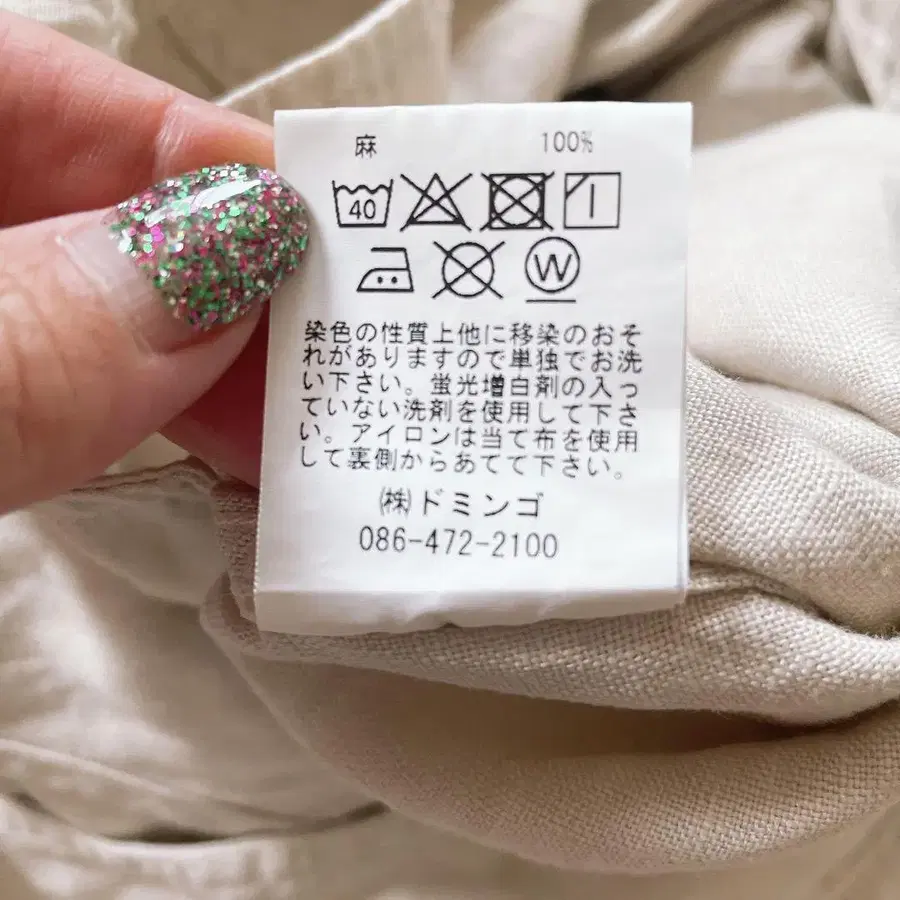 麻 100%
40
W
染色の性質上他に移染のおそ
れがありますので単独でお洗
い下さい。蛍光増白剤の入っ
ていない洗剤を使用して下さ
い。アイロンは当て布を使用
して裏側からあてて下さい。
㈱ドミンゴ
086-472-2100